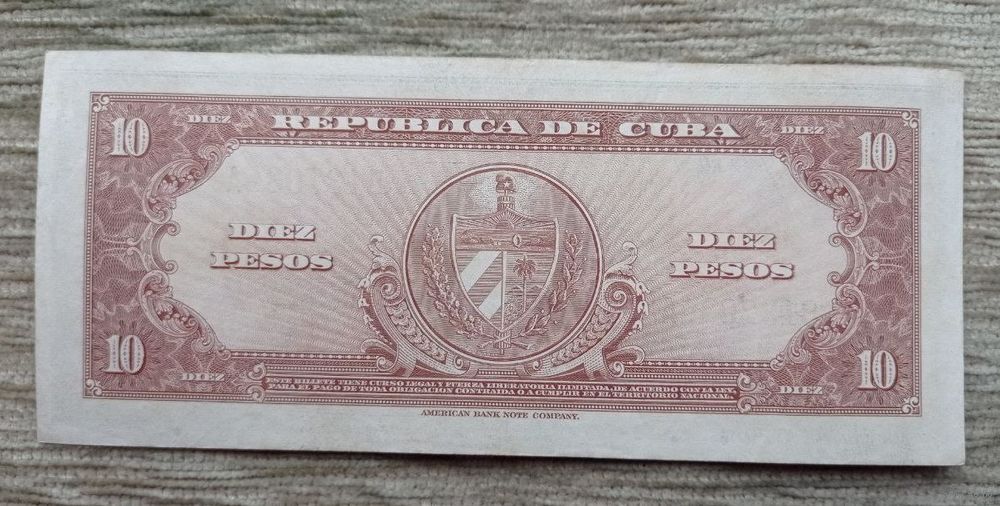 10
DIEZ
REPUBLICA DE CUBA
DIEZ
10
DIEZ
PESOS
DIEZ
PESOS
10
DIEZ
ESTE BILLETE TIENE CURSO LEGAL Y FUERZA LIBERATORIA ILIMITADA, DE ACUERDO CON LA LEY,
PARA EL PAGO DE TODA OBLIGACION CONTRAIDA O A CUMPLIR EN EL TERRITORIO NACIONAL.
DIEZ
10
AMERICAN BANK NOTE COMPANY.